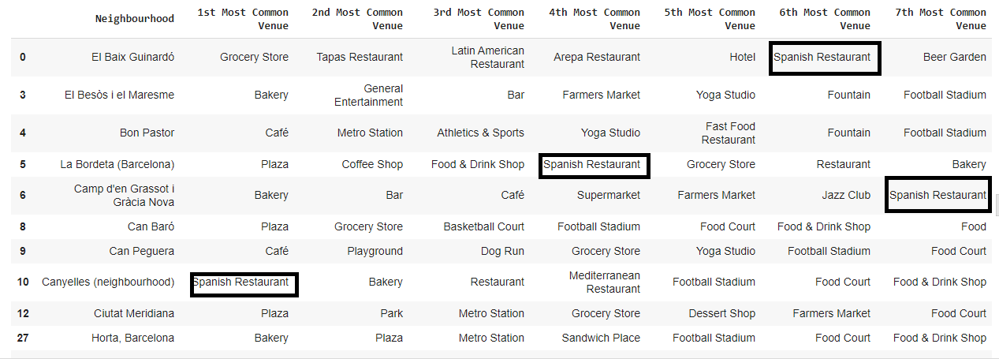 Neighbourhood 1st Most Common Venue 2nd Most Common Venue 3rd Most Common Venue 4th Most Common Venue 5th Most Common Venue 6th Most Common Venue 7th Most Common Venue
0 El Baix Guinardó Grocery Store Tapas Restaurant Latin American Restaurant Arepa Restaurant Hotel Spanish Restaurant Beer Garden
3 El Besòs i el Maresme Bakery General Entertainment Bar Farmers Market Yoga Studio Fountain Football Stadium
4 Bon Pastor Café Metro Station Athletics & Sports Yoga Studio Fast Food Restaurant Fountain Football Stadium
5 La Bordeta (Barcelona) Plaza Coffee Shop Food & Drink Shop Spanish Restaurant Grocery Store Restaurant Bakery
6 Camp d'en Grassot i Gràcia Nova Bakery Bar Café Supermarket Farmers Market Jazz Club Spanish Restaurant
8 Can Baró Plaza Grocery Store Basketball Court Football Stadium Food Court Food & Drink Shop Food
9 Can Peguera Café Playground Dog Run Grocery Store Yoga Studio Football Stadium Food Court
10 Canyelles (neighbourhood) Spanish Restaurant Bakery Restaurant Mediterranean Restaurant Football Stadium Food Court Food & Drink Shop
12 Ciutat Meridiana Plaza Park Metro Station Grocery Store Dessert Shop Farmers Market Food Court
27 Horta, Barcelona Bakery Plaza Metro Station Sandwich Place Football Stadium Food Court Food & Drink Shop